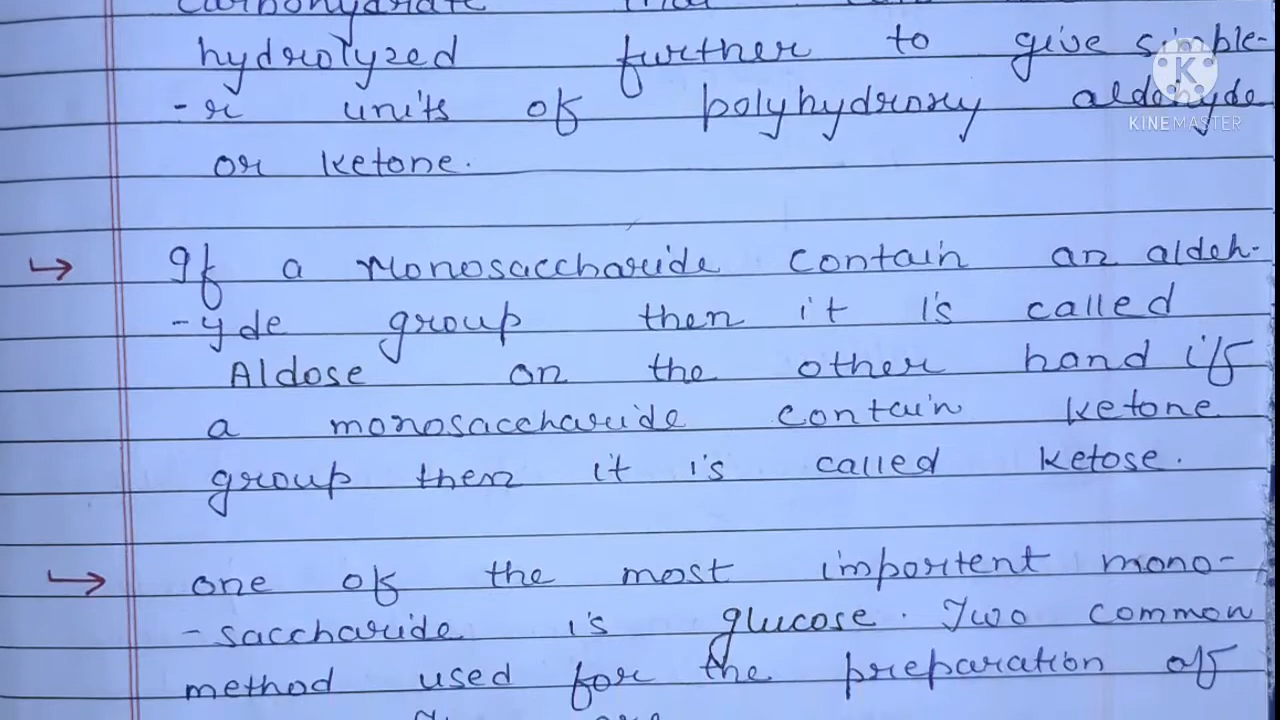 carbohydrate
hydrolyzed further to give simple-
-r units of polyhydroxy aldehyde
or ketone.
→ If a Monosaccharide contain an aldeh-
-yde group then it is called
Aldose on the other hand if
a monosaccharide contain ketone
group then it is called ketose.
→ one of the most importent mono-
-saccharide is glucose. Two common
method used for the preparation of
K
KINEMASTER